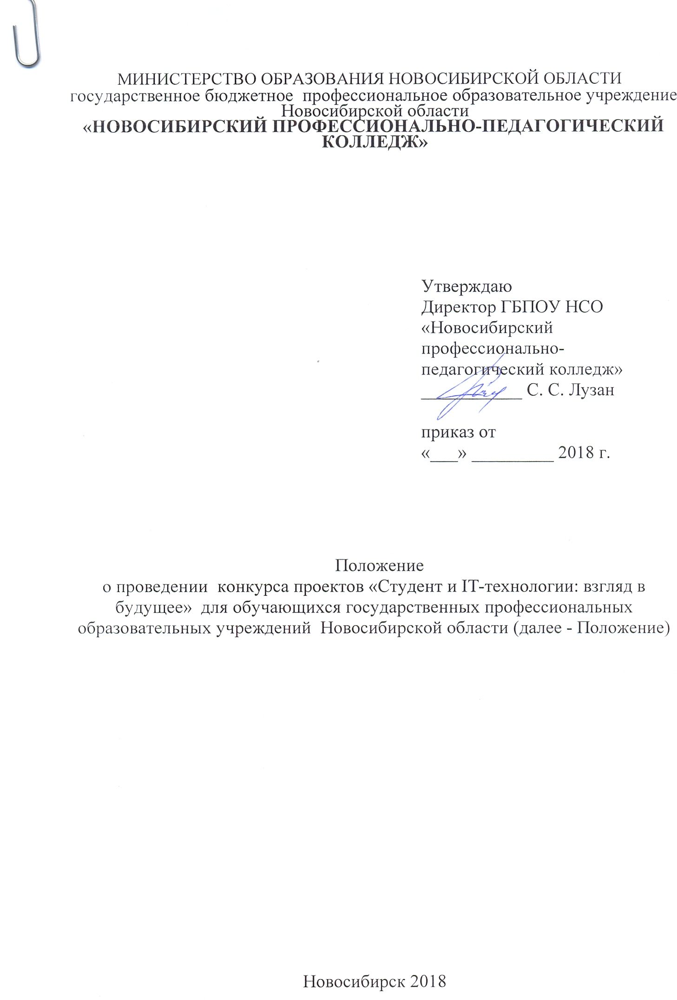 МИНИСТЕРСТВО ОБРАЗОВАНИЯ НОВОСИБИРСКОЙ ОБЛАСТИ
государственное бюджетное  профессиональное образовательное учреждение
Новосибирской области
«НОВОСИБИРСКИЙ ПРОФЕССИОНАЛЬНО-ПЕДАГОГИЧЕСКИЙ
КОЛЛЕДЖ»
Утверждаю
Директор ГБПОУ НСО
«Новосибирский
профессионально-
педагогический колледж»
___________ С. С. Лузан
приказ от
«___» _________ 2018 г.
Положение
о проведении  конкурса проектов «Студент и IT-технологии: взгляд в
будущее»  для обучающихся государственных профессиональных
образовательных учреждений  Новосибирской области (далее - Положение)
Новосибирск 2018